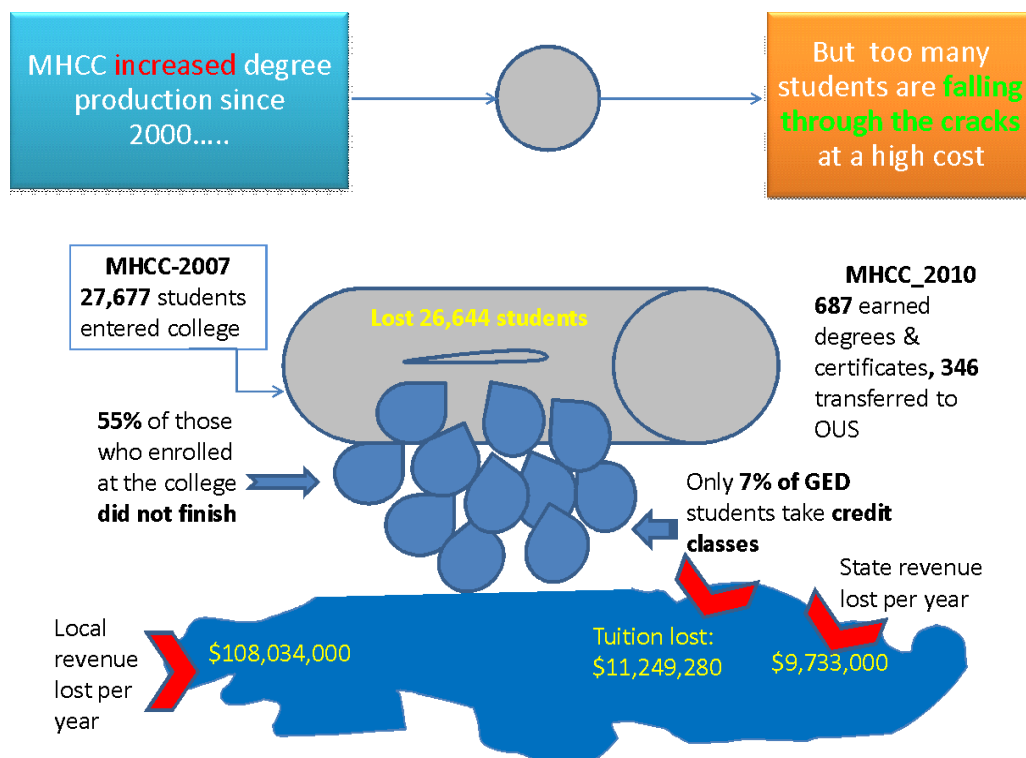 MHCC increased degree
production since
2000.....
But too many
students are falling
through the cracks
at a high cost
MHCC-2007
27,677 students
entered college
Lost 26,644 students
MHCC_2010
687 earned
degrees &
certificates, 346
transferred to
OUS
55% of those
who enrolled
at the college
did not finish
Only 7% of GED
students take credit
classes
State revenue
lost per year
Local
revenue
lost per
year
$108,034,000
Tuition lost:
$11,249,280
$9,733,000